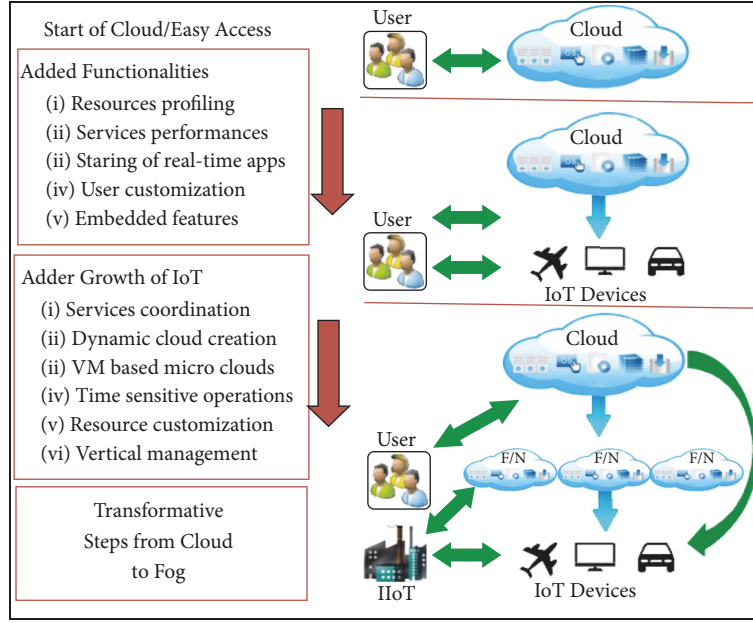 Start of Cloud/Easy Access
Added Functionalities
(i) Resources profiling
(ii) Services performances
(ii) Staring of real-time apps
(iv) User customization
(v) Embedded features
Adder Growth of IoT
(i) Services coordination
(ii) Dynamic cloud creation
(ii) VM based micro clouds
(iv) Time sensitive operations
(v) Resource customization
(vi) Vertical management
Transformative
Steps from Cloud
to Fog
User
Cloud
OS
Cloud
OS
User
IoT Devices
Cloud
OS
User
F/N
F/N
F/N
IIoT
IoT Devices